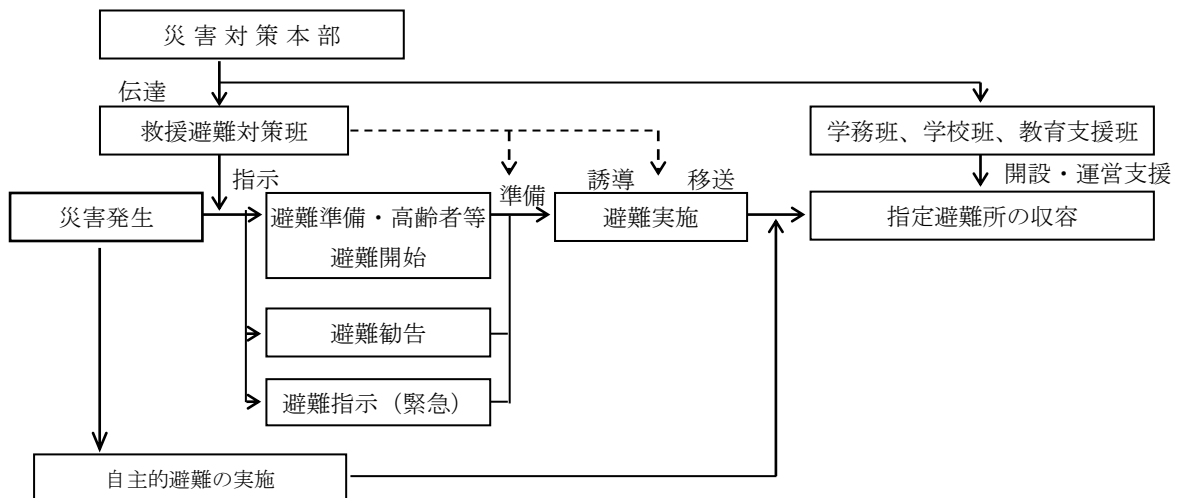 災害対策本部
伝達
救援避難対策班
学務班、学校班、教育支援班
指示
準備
誘導
移送
開設・運営支援
災害発生
避難準備・高齢者等
避難開始
避難実施
指定避難所の収容
避難勧告
避難指示（緊急）
自主的避難の実施